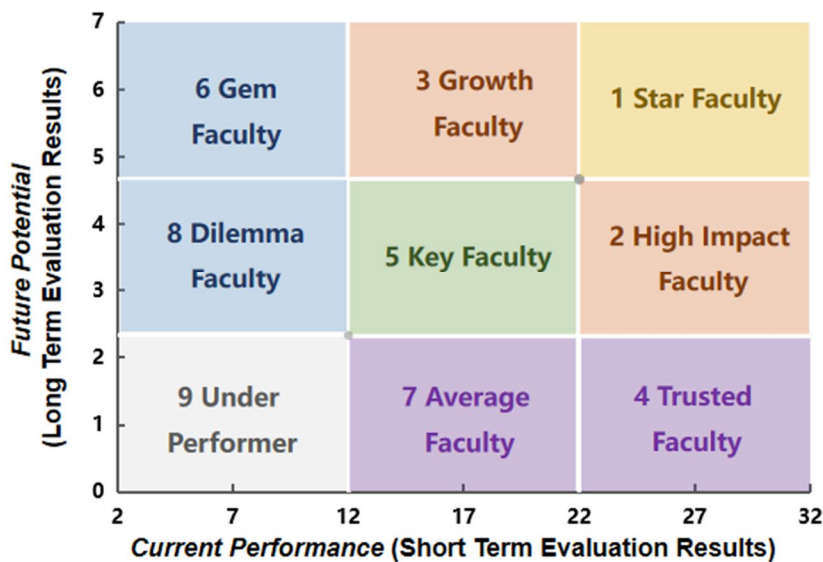 7
6
5
4
3
2
1
0
Future Potential
(Long Term Evaluation Results)
6 Gem
Faculty
3 Growth
Faculty
1 Star Faculty
8 Dilemma
Faculty
5 Key Faculty
2 High Impact
Faculty
9 Under
Performer
7 Average
Faculty
4 Trusted
Faculty
2 7 12 17 22 27 32
Current Performance (Short Term Evaluation Results)